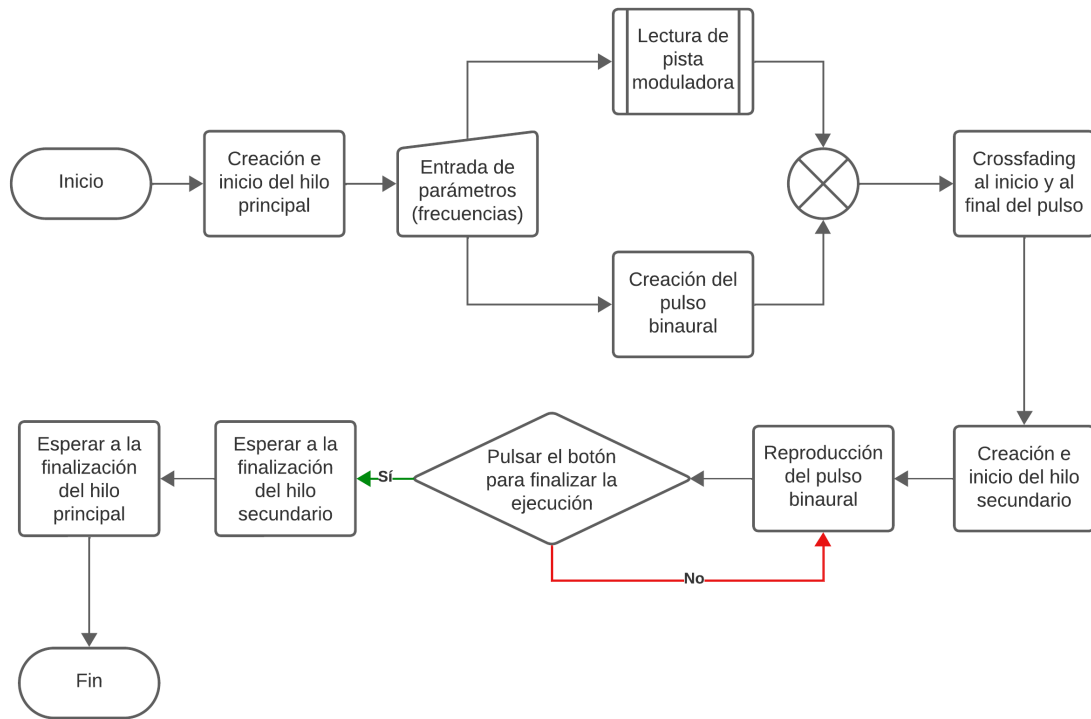 Inicio
Creación e
inicio del hilo
principal
Entrada de
parámetros
(frecuencias)
Lectura de
pista
moduladora
Creación del
pulso
binaural
Crossfading
al inicio y al
final del pulso
Creación e
inicio del hilo
secundario
Reproducción
del pulso
binaural
Pulsar el botón
para finalizar la
ejecución
No
Sí
Esperar a la
finalización
del hilo
secundario
Esperar a la
finalización
del hilo
principal
Fin